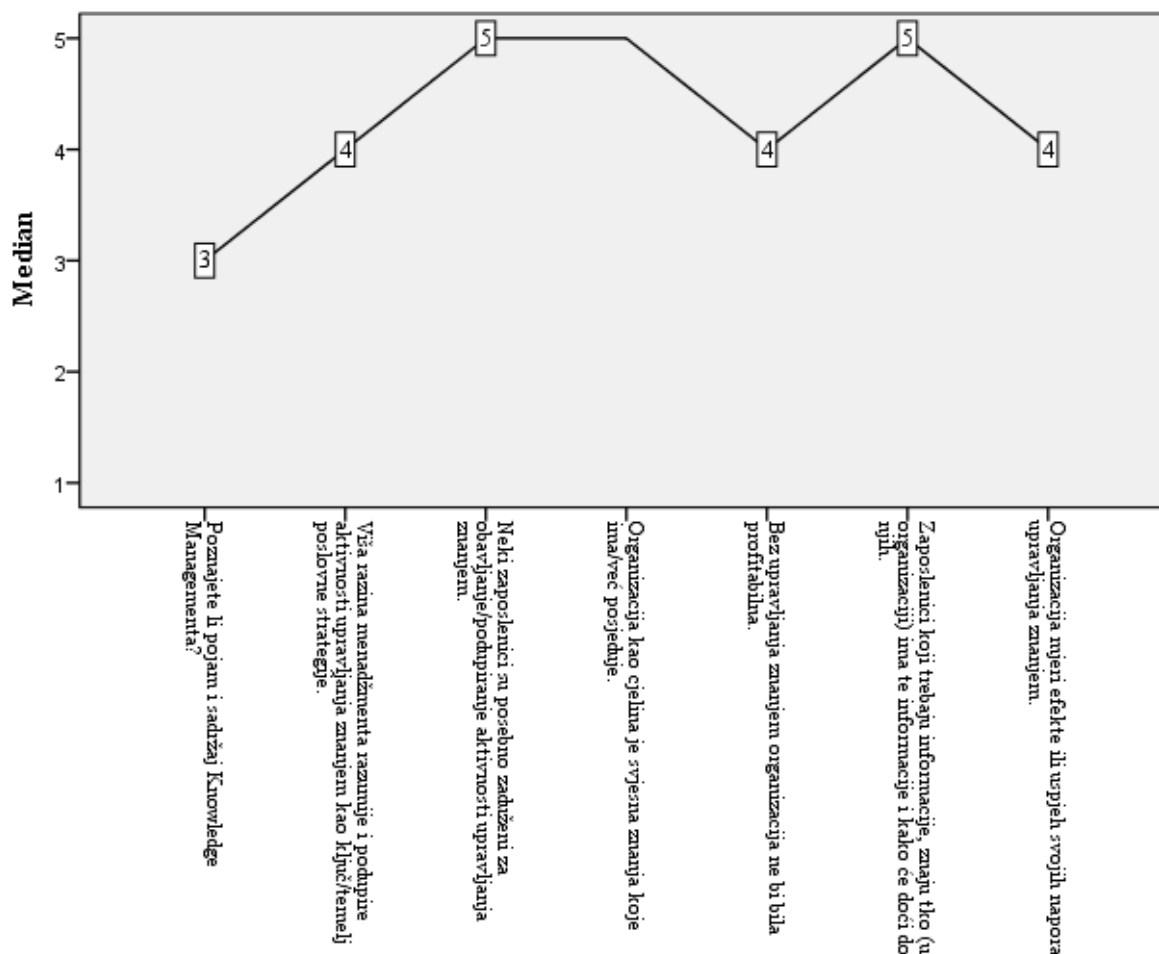 Median
5
4
3
2
1
3
4
5
4
5
4
Poznajete li pojam i sadržaj Knowledge
Managementa?
Viša razina menadžmenta razumije i podupire
aktivnosti upravljanja znanjem kao ključ/temelj
poslovne strategije.
Neki zaposlenici su posebno zaduženi za
obavljanje/podupiranje aktivnosti upravljanja
znanjem.
Organizacija kao cjelina je svjesna znanja koje
ima/već posjeduje.
Bez upravljanja znanjem organizacija ne bi bila
profitabilna.
Zaposlenici koji trebaju informacije, znaju tko (u
organizaciji) ima te informacije i kako će doći do
njih.
Organizacija mjeri efekte ili uspjeh svojih napora
upravljanja znanjem.